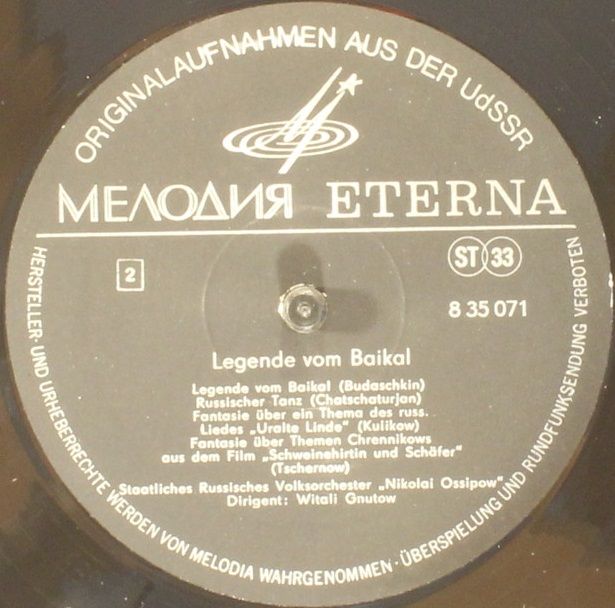 ORIGINALAUFNAHMEN AUS DER UdSSR
МЕЛОДИЯ ETERNA
2
ST 33
8 35 071
Legende vom Baikal
Legende vom Baikal (Budaschkin)
Russischer Tanz (Chatschaturjan)
Fantasie über ein Thema des russ.
Liedes „Uralte Linde“ (Kulikow)
Fantasie über Themen Chrennikows
aus dem Film „Schweinehirtin und Schäfer“
(Tschernow)
Staatliches Russisches Volksorchester „Nikolai Ossipow“
Dirigent: Witali Gnutow
HERSTELLER- UND URHEBERRECHTE WERDEN VON MELODIA WAHRGENOMMEN · ÜBERSPIELUNG UND RUNDFUNKSENDUNG VERBOTEN